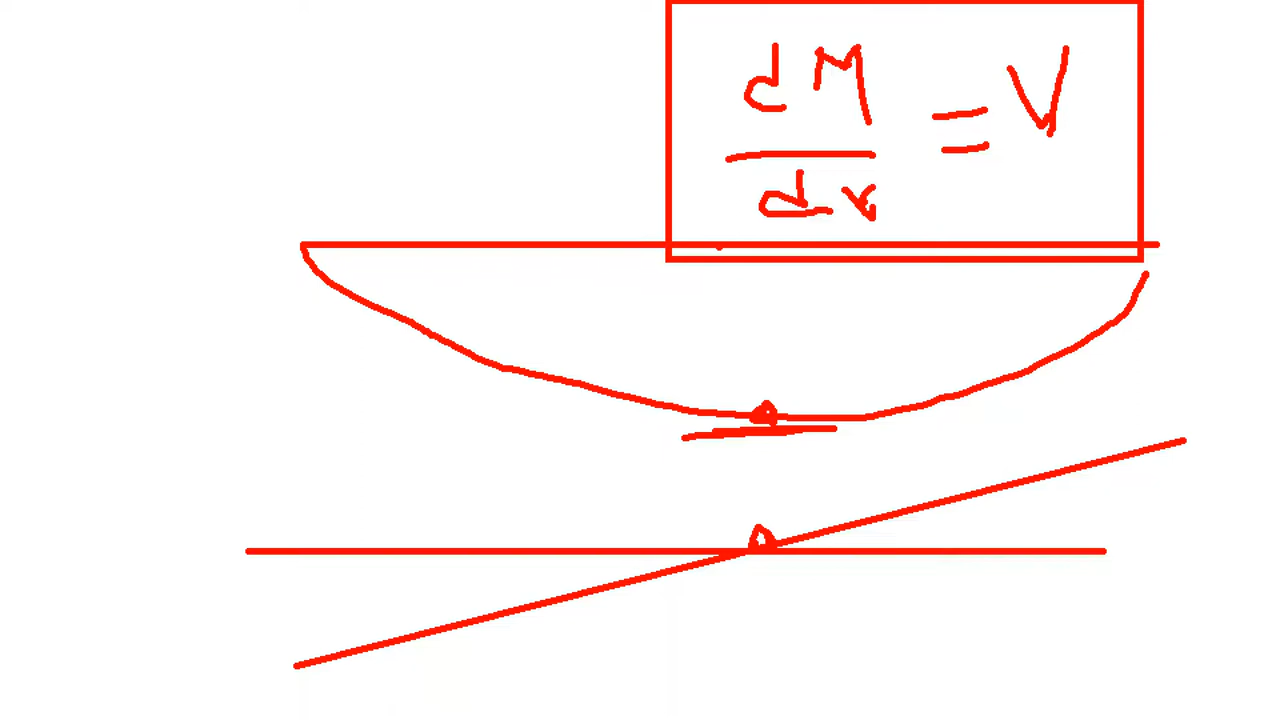 dM
— = V
dx